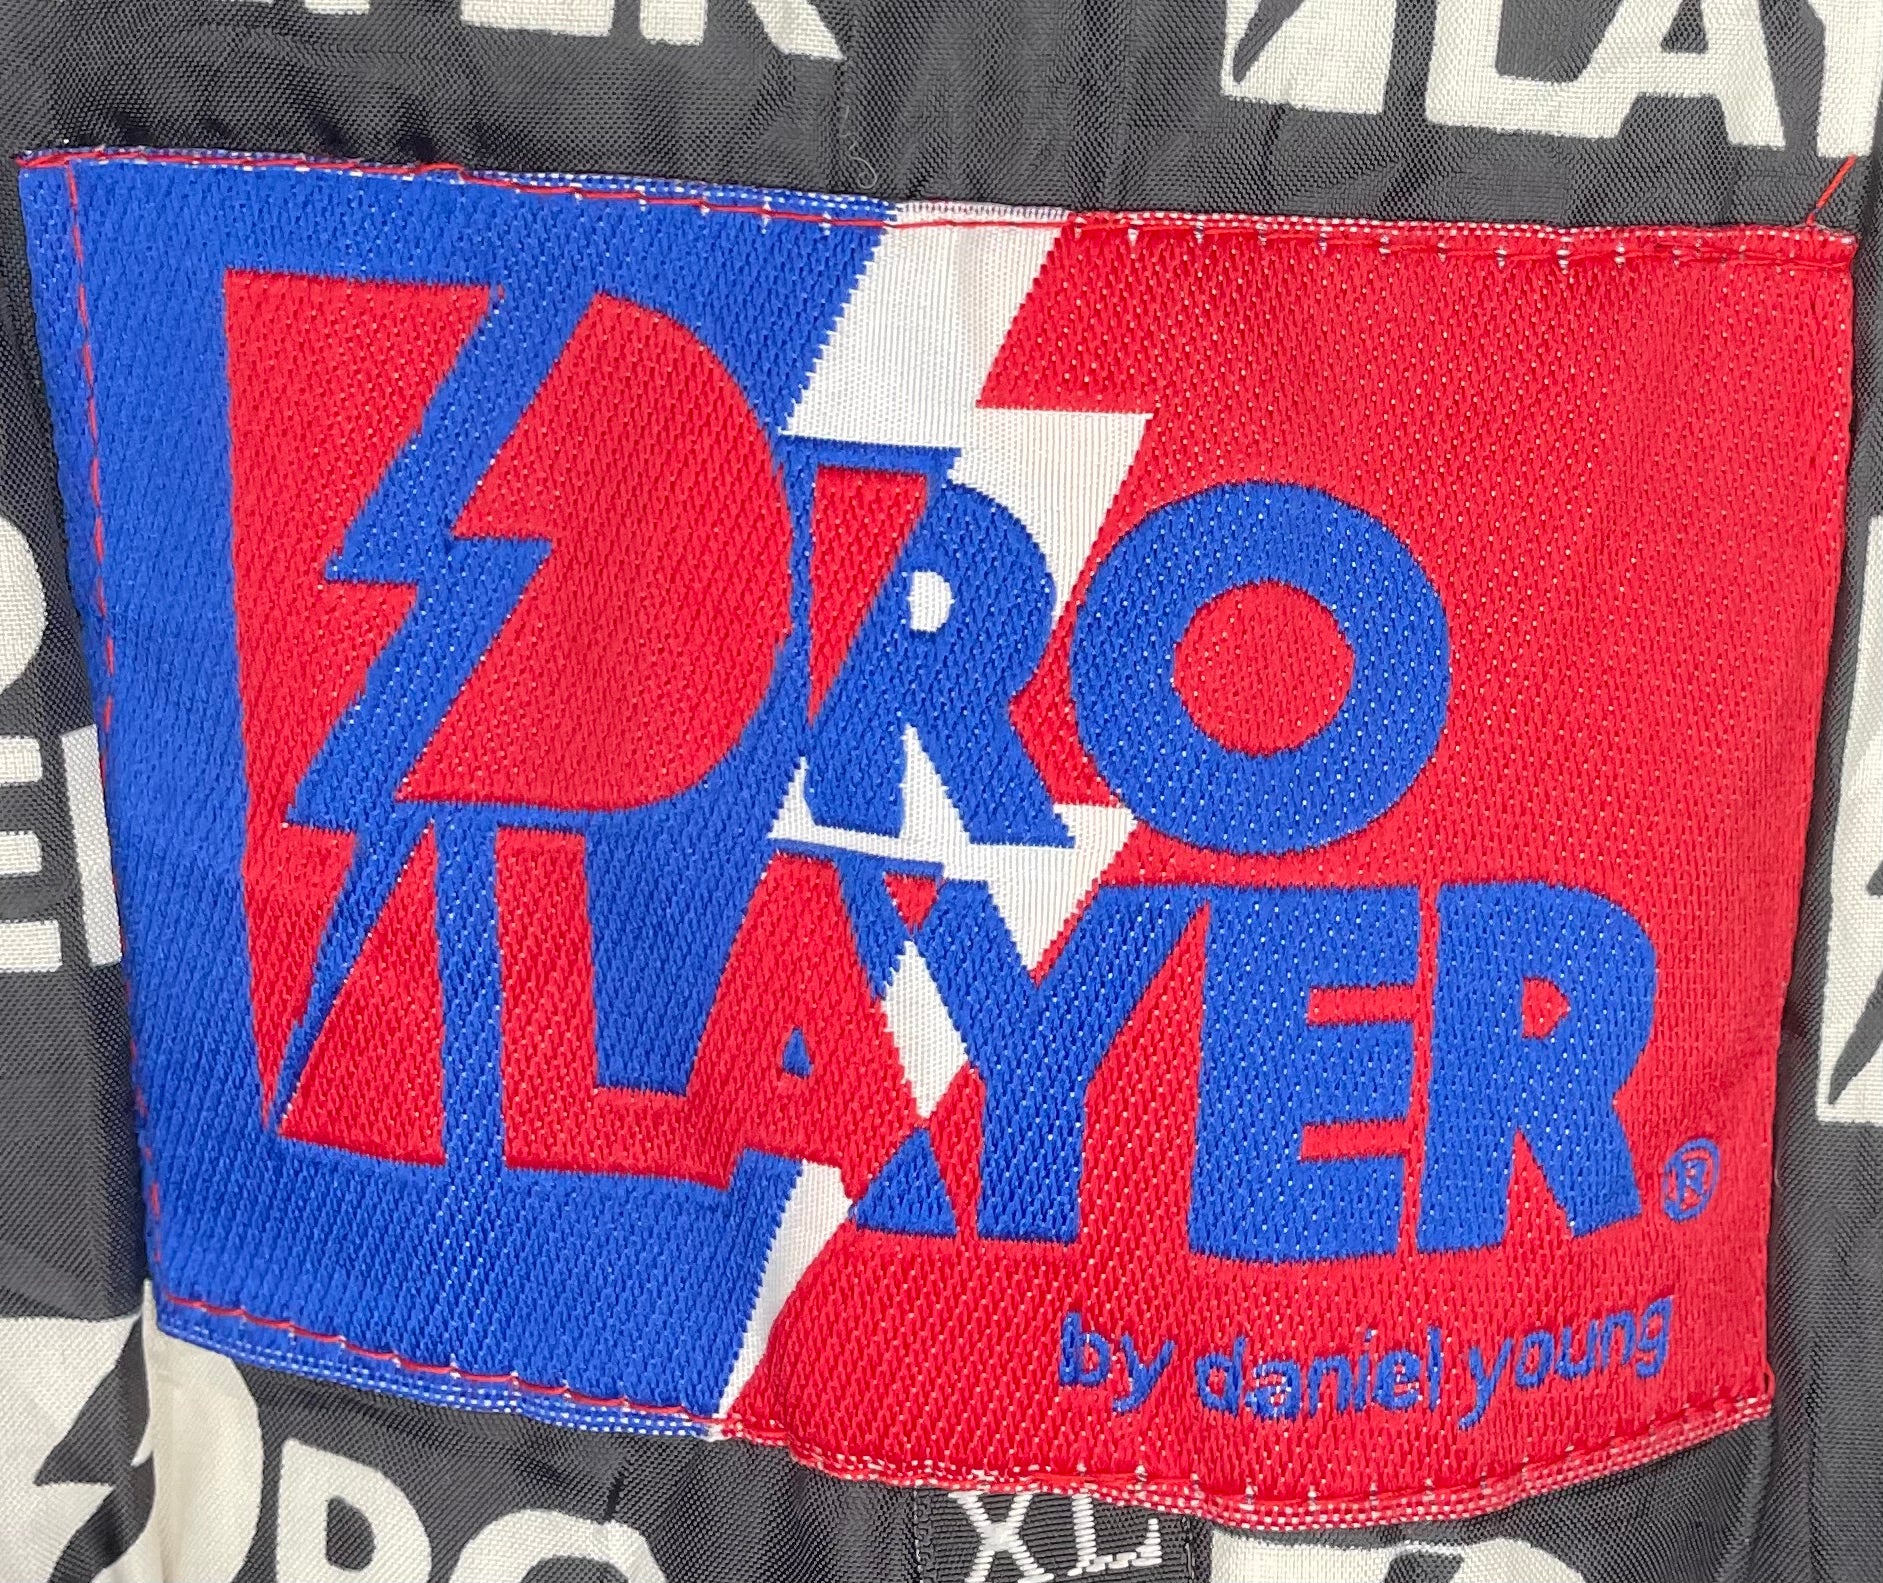 PRO
PLAYER®
by daniel young
XL